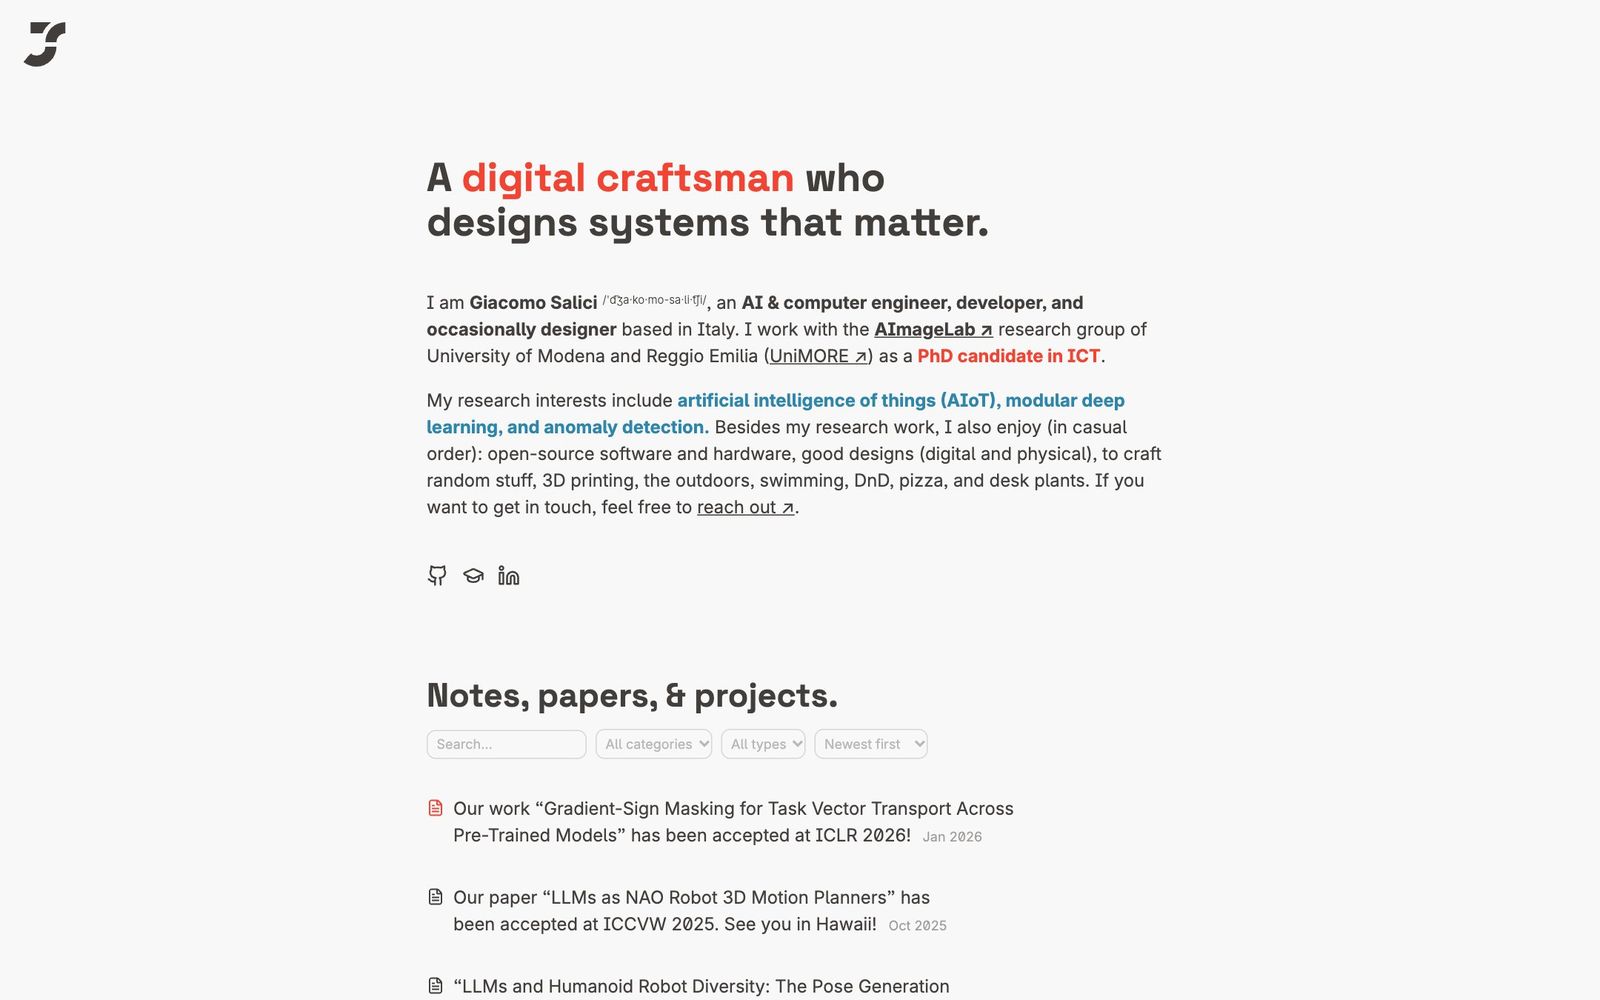 A digital craftsman who
designs systems that matter.
I am Giacomo Salici /ˈd͡ʒa·ko·mo-sa·li·t͡ʃi/, an AI & computer engineer, developer, and
occasionally designer based in Italy. I work with the AImageLab ↗ research group of
University of Modena and Reggio Emilia (UniMORE ↗) as a PhD candidate in ICT.
My research interests include artificial intelligence of things (AIoT), modular deep
learning, and anomaly detection. Besides my research work, I also enjoy (in casual
order): open-source software and hardware, good designs (digital and physical), to craft
random stuff, 3D printing, the outdoors, swimming, DnD, pizza, and desk plants. If you
want to get in touch, feel free to reach out ↗.
Notes, papers, & projects.
Search... All categories All types Newest first
Our work “Gradient-Sign Masking for Task Vector Transport Across
Pre-Trained Models” has been accepted at ICLR 2026! Jan 2026
Our paper “LLMs as NAO Robot 3D Motion Planners” has
been accepted at ICCVW 2025. See you in Hawaii! Oct 2025
“LLMs and Humanoid Robot Diversity: The Pose Generation